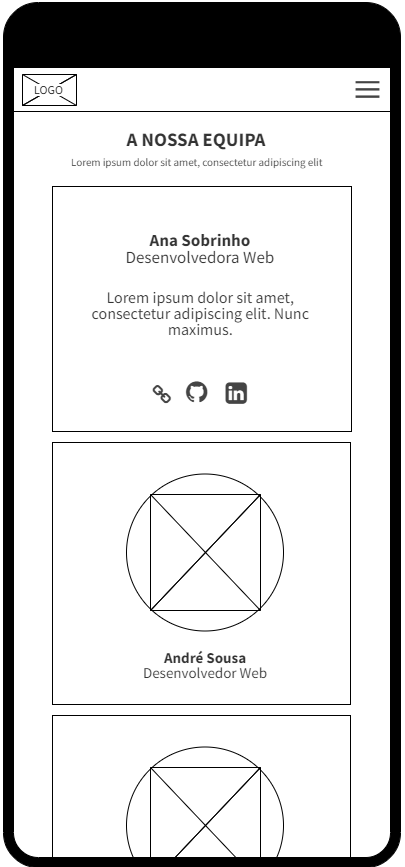 LOGO
A NOSSA EQUIPA
Lorem ipsum dolor sit amet, consectetur adipiscing elit
Ana Sobrinho
Desenvolvedora Web
Lorem ipsum dolor sit amet,
consectetur adipiscing elit. Nunc
maximus.
in
André Sousa
Desenvolvedor Web